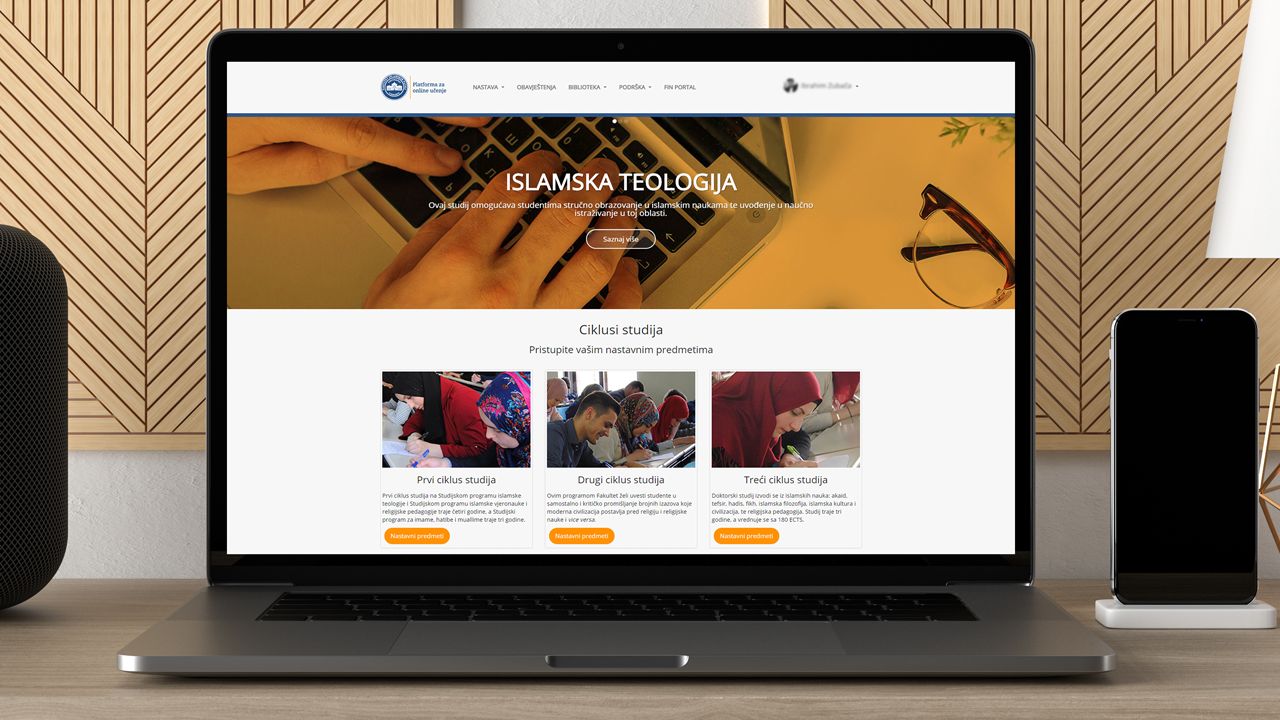 Platforma za
online učenje
NASTAVA
OBAVJEŠTENJA
BIBLIOTEKA
PODRŠKA
FIN PORTAL
ISLAMSKA TEOLOGIJA
Ovaj studij omogućava studentima stručno obrazovanje u islamskim naukama te uvođenje u naučno
istraživanje u toj oblasti.
Saznaj više
Ciklusi studija
Pristupite vašim nastavnim predmetima
Prvi ciklus studija
Prvi ciklus studija na Studijskom programu islamske
teologije i Studijskom programu islamske vjeronauke i
religijske pedagogije traje četiri godine, a Studijski
program za imame, hatibe i muallime traje tri godine.
Nastavni predmeti
Drugi ciklus studija
Ovim programom Fakultet želi uvesti studente u
samostalno i kritičko promišljanje brojnih izazova koje
moderna civilizacija postavlja pred religiju i religijske
nauke i vice versa.
Nastavni predmeti
Treći ciklus studija
Doktorski studij izvodi se iz islamskih nauka: akaid,
tefsir, hadis, fikh, islamska filozofija, islamska kultura i
civilizacija, te religijska pedagogija. Studij traje tri
godine, a vrednuje se sa 180 ECTS.
Nastavni predmeti